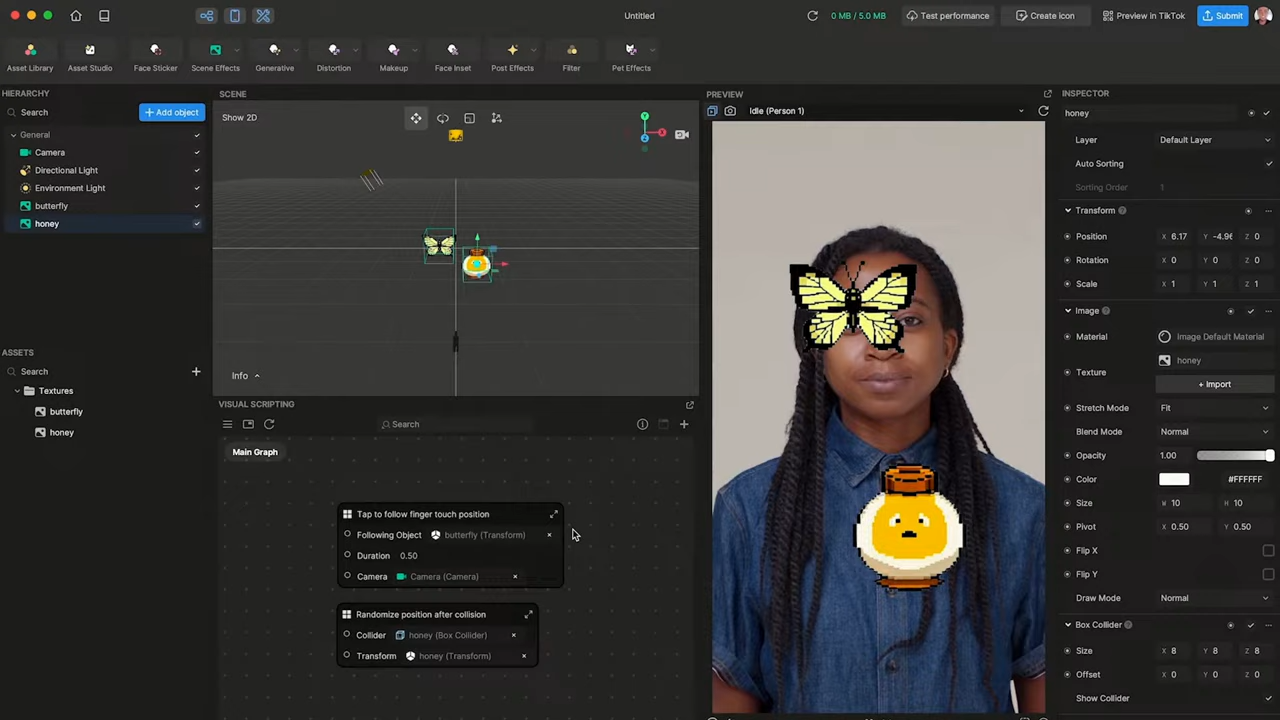 Untitled
0 MB / 5.0 MB
Test performance
Create icon
Preview in TikTok
Submit
Asset Library
Asset Studio
Face Sticker
Scene Effects
Generative
Distortion
Makeup
Face Inset
Post Effects
Filter
Pet Effects
HIERARCHY
Search
+ Add object
General
Camera
Directional Light
Environment Light
butterfly
honey
ASSETS
Search
Textures
butterfly
honey
SCENE
Show 2D
Y
X
Z
Info
VISUAL SCRIPTING
Search
Main Graph
Tap to follow finger touch position
Following Object butterfly (Transform)
Duration 0.50
Camera Camera (Camera)
Randomize position after collision
Collider honey (Box Collider)
Transform honey (Transform)
PREVIEW
Idle (Person 1)
INSPECTOR
honey
Layer Default Layer
Auto Sorting
Sorting Order 1
Transform
Position X 6.17 Y -4.96 Z 0
Rotation X 0 Y 0 Z 0
Scale X 1 Y 1 Z 1
Image
Material Image Default Material
Texture honey
+ Import
Stretch Mode Fit
Blend Mode Normal
Opacity 1.00
Color #FFFFFF
Size W 10 H 10
Pivot X 0.50 Y 0.50
Flip X
Flip Y
Draw Mode Normal
Box Collider
Size X 8 Y 8 Z 8
Offset X 0 Y 0 Z 0
Show Collider